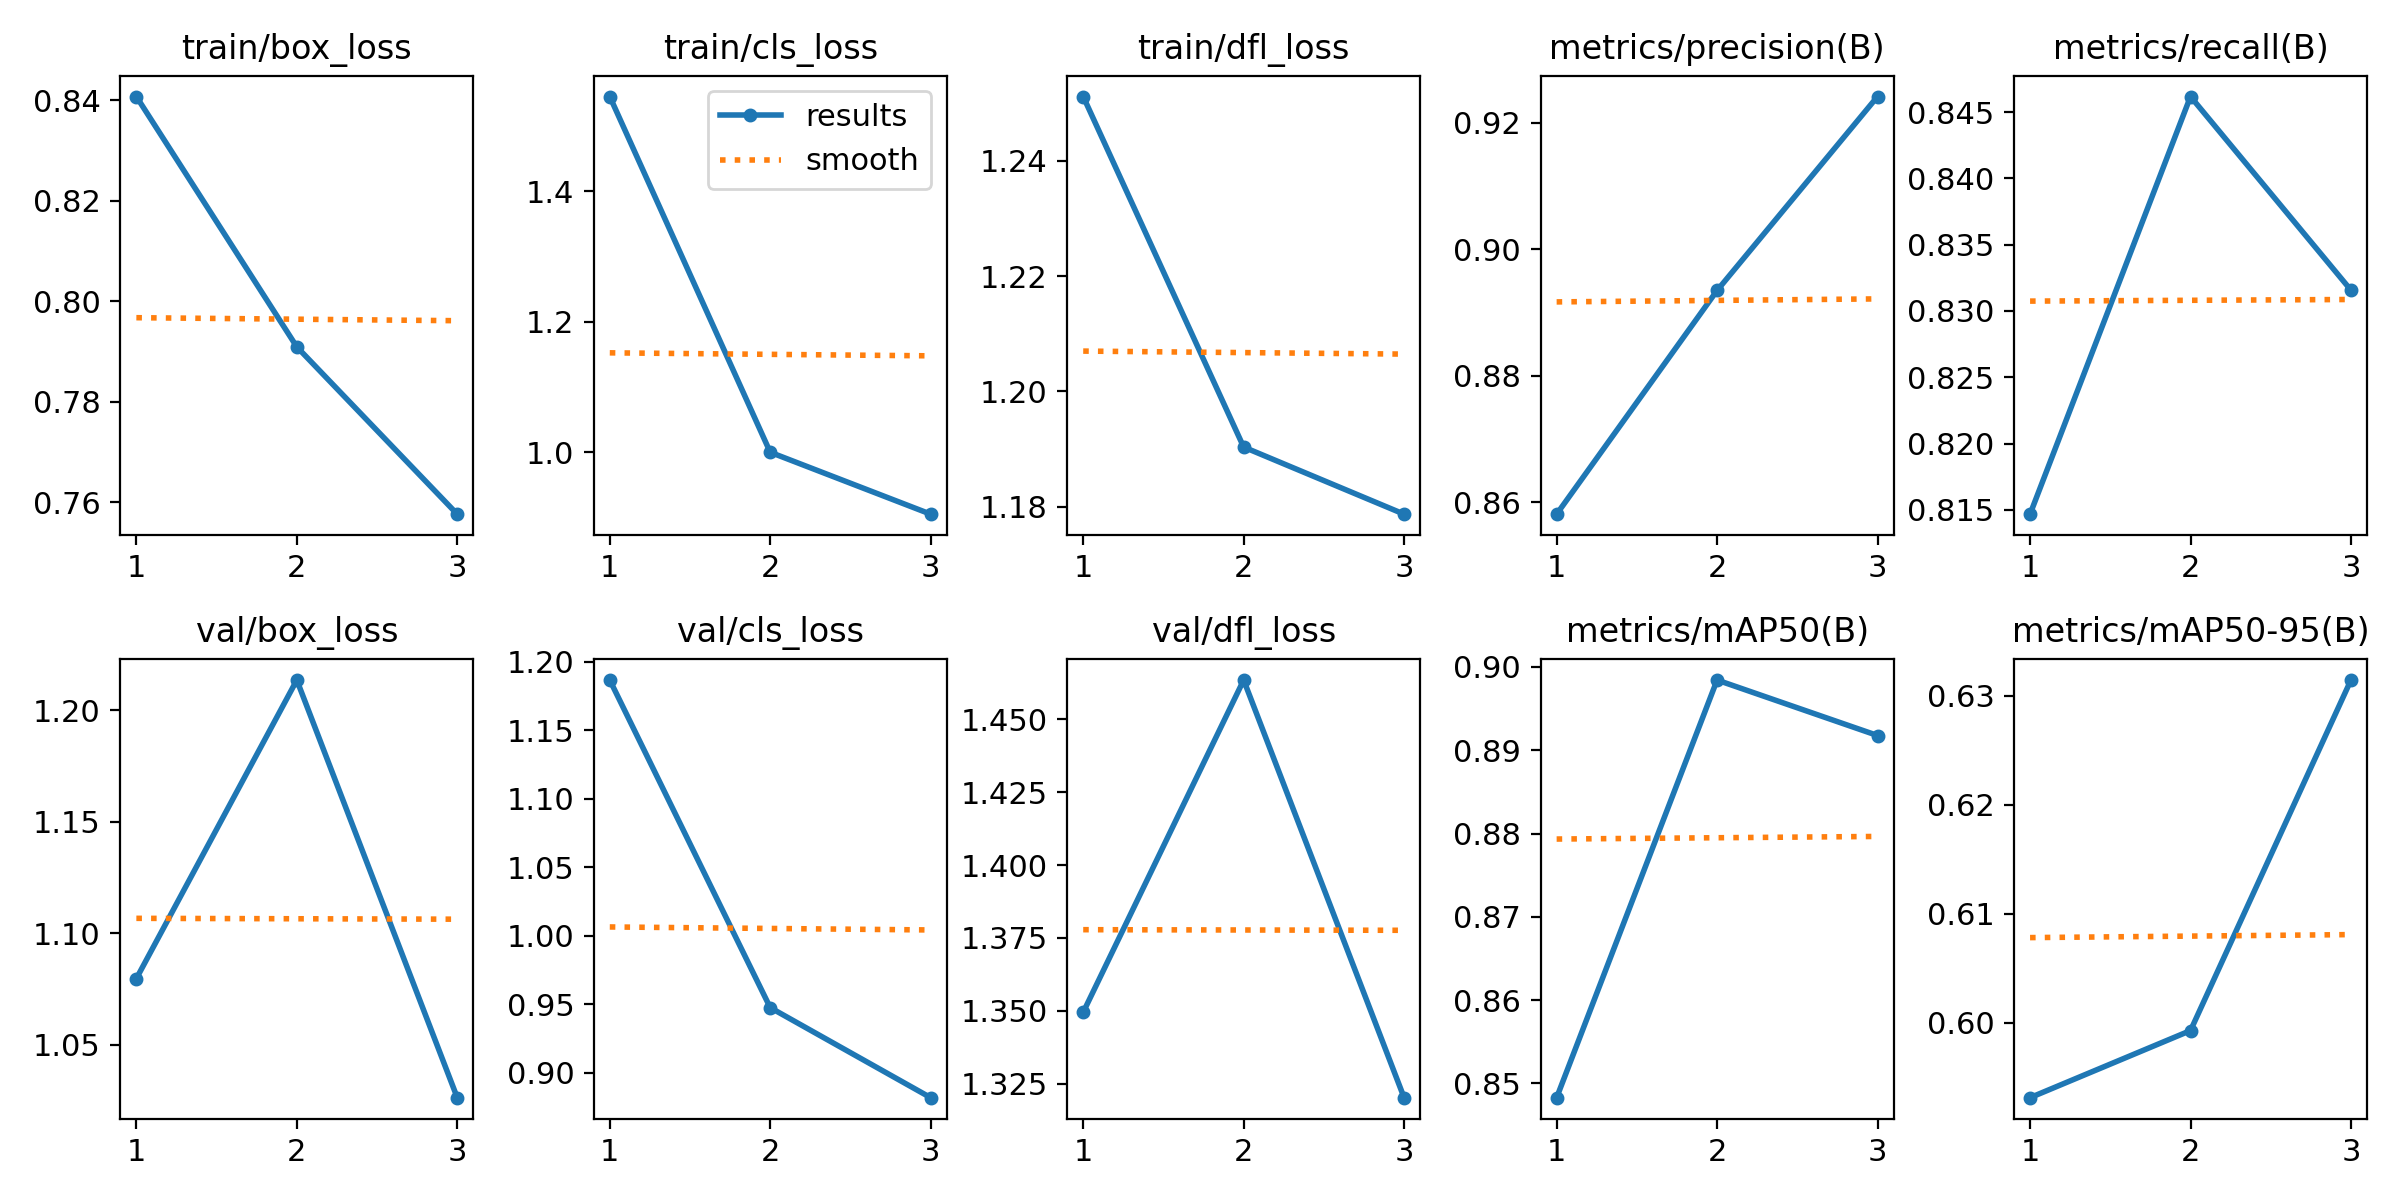 train/box_loss
0.84
0.82
0.80
0.78
0.76
1 2 3
train/cls_loss
results
smooth
1.4
1.2
1.0
1 2 3
train/dfl_loss
1.24
1.22
1.20
1.18
1 2 3
metrics/precision(B)
0.92
0.90
0.88
0.86
1 2 3
metrics/recall(B)
0.845
0.840
0.835
0.830
0.825
0.820
0.815
1 2 3
val/box_loss
1.20
1.15
1.10
1.05
1 2 3
val/cls_loss
1.20
1.15
1.10
1.05
1.00
0.95
0.90
1 2 3
val/dfl_loss
1.450
1.425
1.400
1.375
1.350
1.325
1 2 3
metrics/mAP50(B)
0.90
0.89
0.88
0.87
0.86
0.85
1 2 3
metrics/mAP50-95(B)
0.63
0.62
0.61
0.60
1 2 3